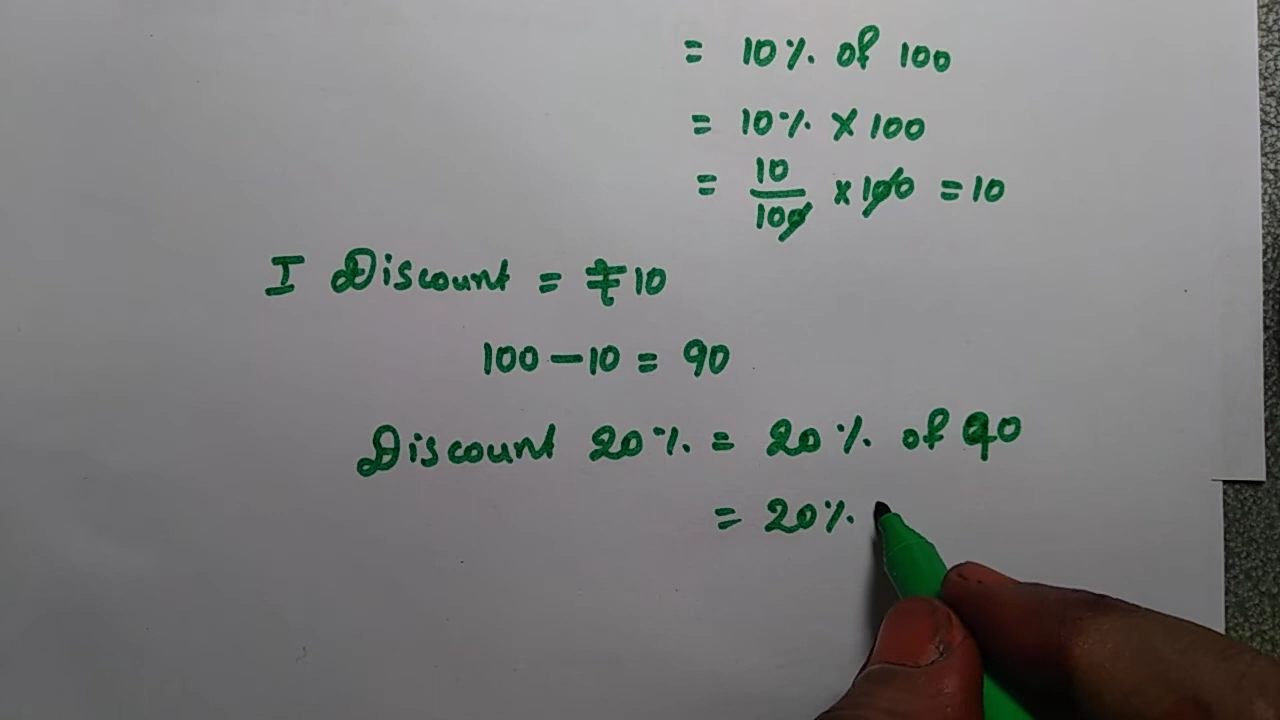 = 10% of 100
= 10% × 100
= 10/100 × 100 = 10
I Discount = ₹10
100 – 10 = 90
Discount 20% = 20% of 90
= 20%